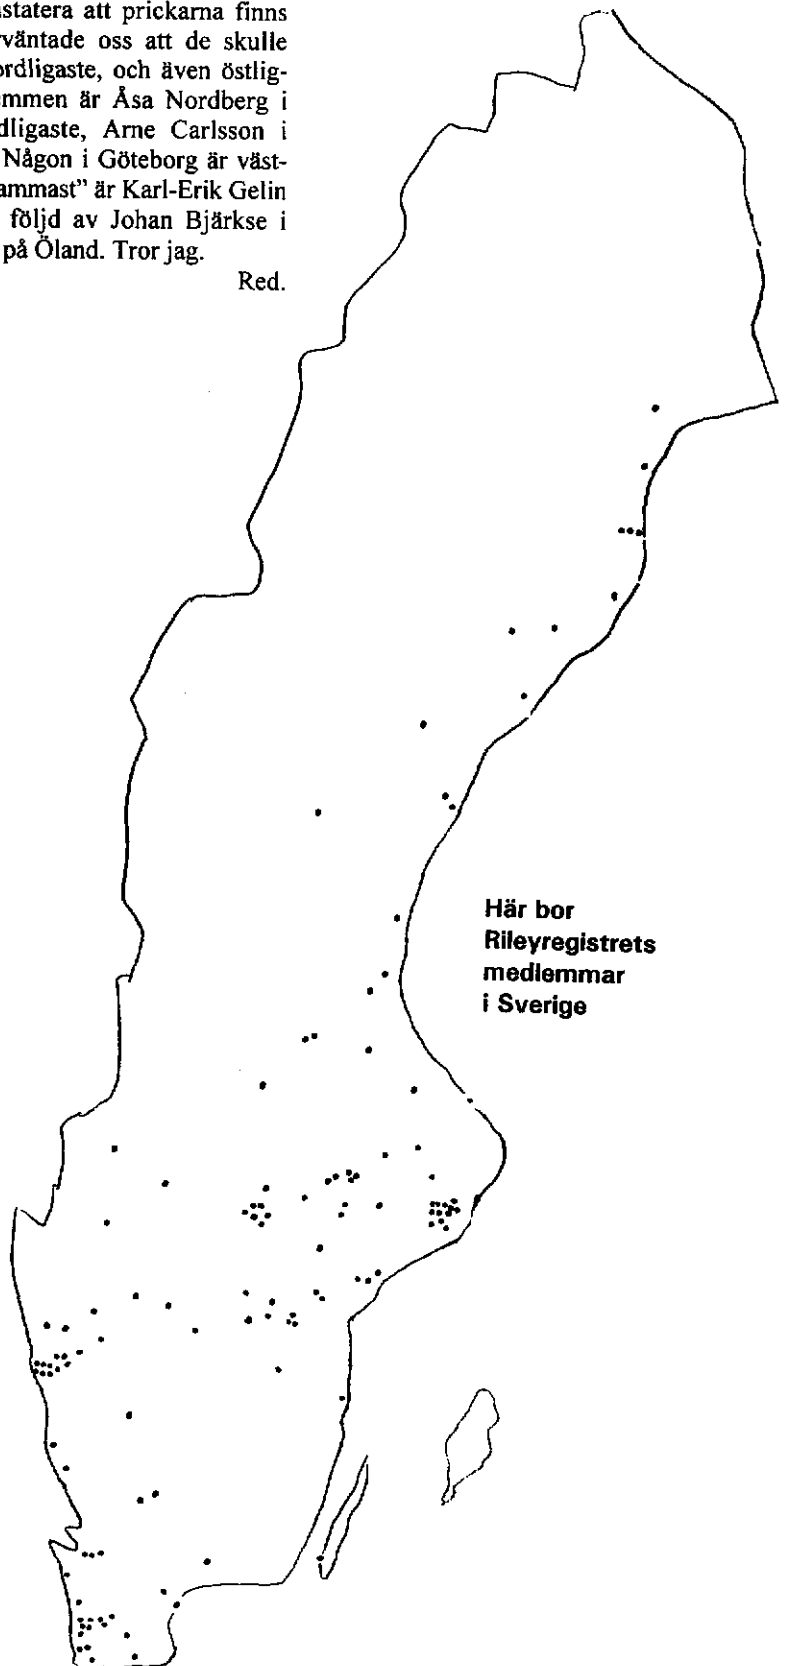 nstatera att prickarna finns
rväntade oss att de skulle
ordligaste, och även östlig-
emmen är Åsa Nordberg i
dligaste, Arne Carlsson i
Någon i Göteborg är väst-
ammast” är Karl-Erik Gelin
följd av Johan Bjärkse i
på Öland. Tror jag.
Red.
Här bor
Rileyregistrets
medlemmar
i Sverige